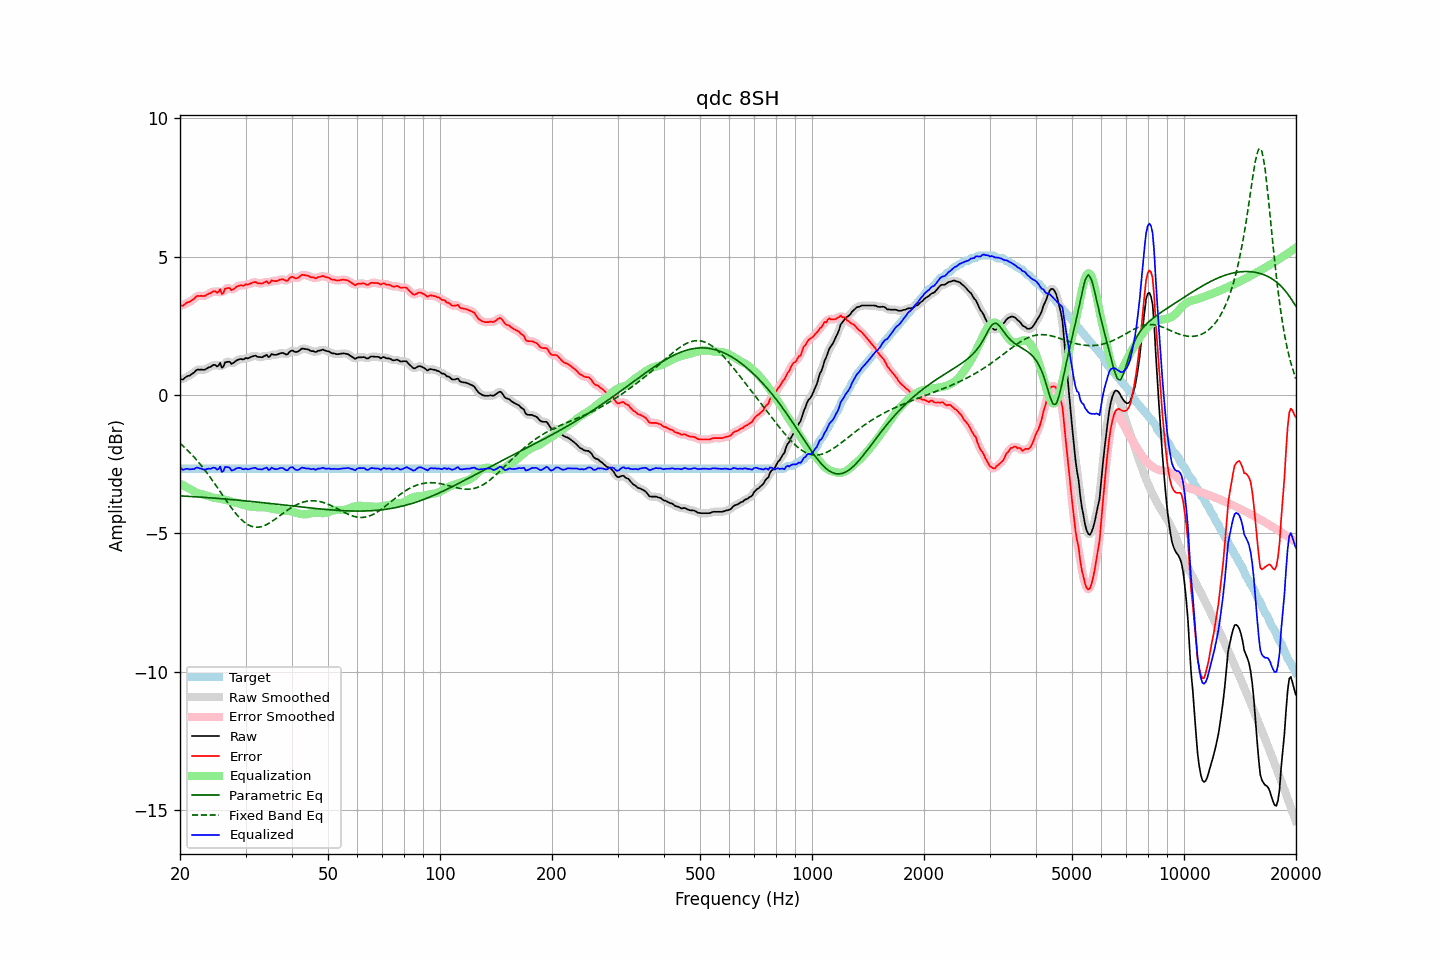 qdc 8SH
Amplitude (dBr)
10
5
0
−5
−10
−15
Target
Raw Smoothed
Error Smoothed
Raw
Error
Equalization
Parametric Eq
Fixed Band Eq
Equalized
20 50 100 200 500 1000 2000 5000 10000 20000
Frequency (Hz)